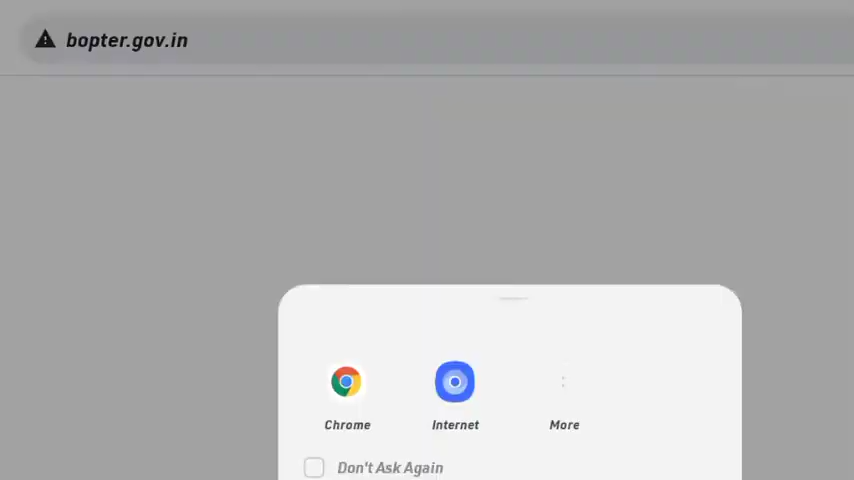 bopter.gov.in
Chrome
Internet
More
Don't Ask Again